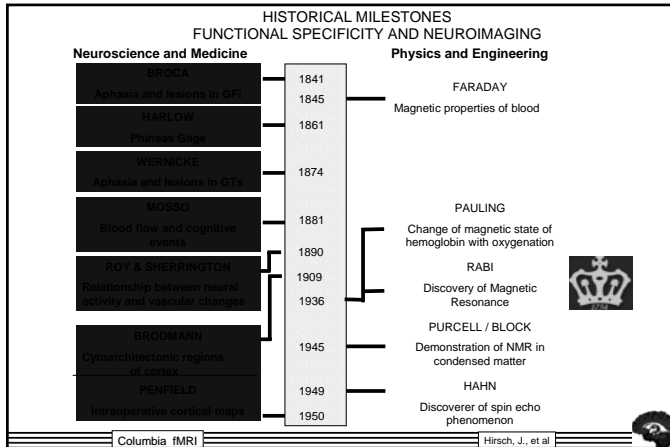 HISTORICAL MILESTONES
FUNCTIONAL SPECIFICITY AND NEUROIMAGING
Neuroscience and Medicine
Physics and Engineering
BROCA
Aphasia and lesions in GFi
HARLOW
Phineas Gage
WERNICKE
Aphasia and lesions in GTs
MOSSO
Blood flow and cognitive
events
ROY & SHERRINGTON
Relationship between neural
activity and vascular changes
BRODMANN
Cytoarchitectonic regions
of cortex
PENFIELD
Intraoperative cortical maps
1841
1845
1861
1874
1881
1890
1909
1936
1945
1949
1950
FARADAY
Magnetic properties of blood
PAULING
Change of magnetic state of
hemoglobin with oxygenation
RABI
Discovery of Magnetic
Resonance
1754
PURCELL / BLOCK
Demonstration of NMR in
condensed matter
HAHN
Discoverer of spin echo
phenomenon
Columbia fMRI
Hirsch, J., et al